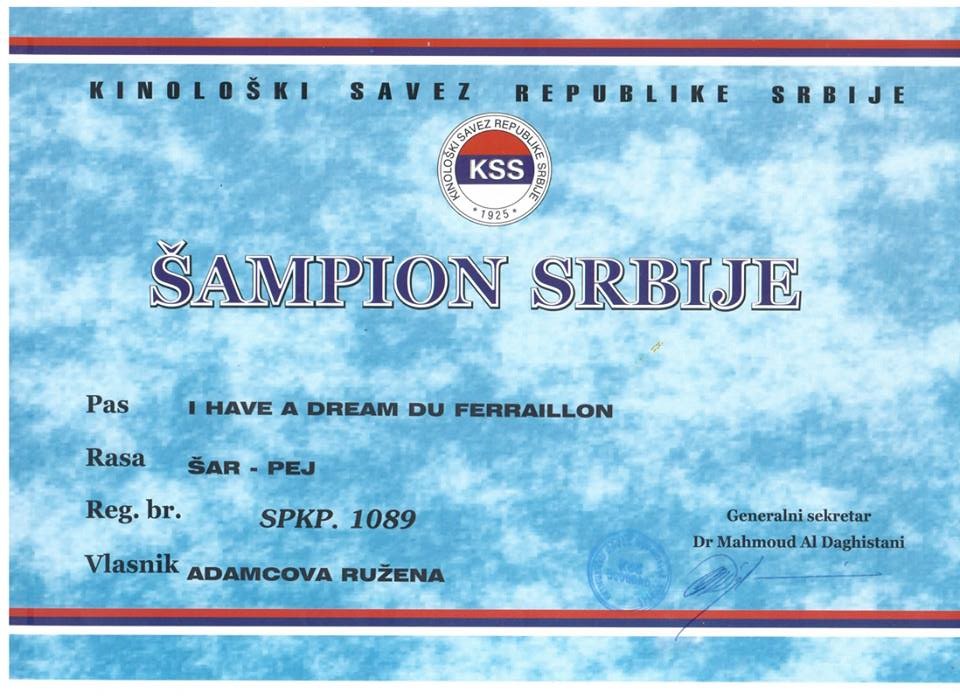 KINOLOŠKI SAVEZ REPUBLIKE SRBIJE
KINOLOŠKI SAVEZ REPUBLIKE SRBIJE
KSS
* 1925 *
ŠAMPION SRBIJE
Pas I HAVE A DREAM DU FERRAILLON
Rasa ŠAR - PEJ
Reg. br. SPKP. 1089
Generalni sekretar
Dr Mahmoud Al Daghistani
Vlasnik ADAMCOVA RUŽENA